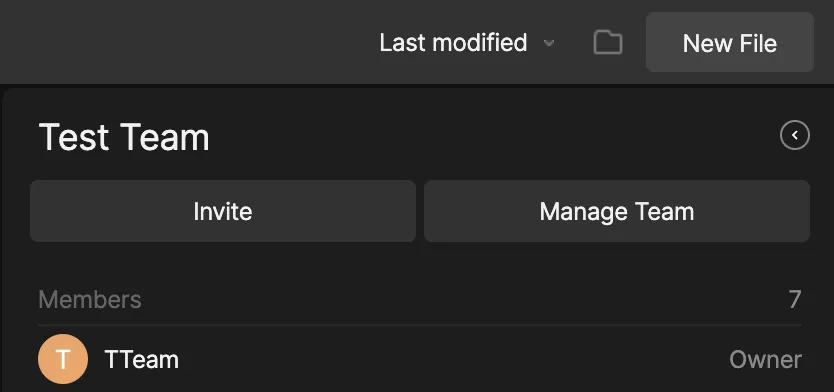 Last modified New File
Test Team
Invite Manage Team
Members 7
T TTeam Owner